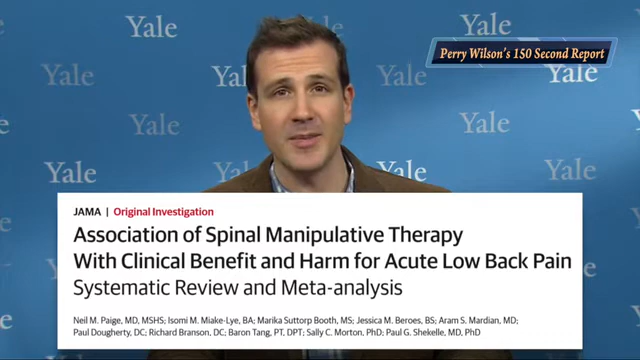 Perry Wilson's 150 Second Report
Yale
Yale
Yale
Yale
Yale
Yale
Yale
Yale
Yale
JAMA | Original Investigation
Association of Spinal Manipulative Therapy
With Clinical Benefit and Harm for Acute Low Back Pain
Systematic Review and Meta-analysis
Neil M. Paige, MD, MSHS; Isomi M. Miake-Lye, BA; Marika Suttorp Booth, MS; Jessica M. Beroes, BS; Aram S. Mardian, MD;
Paul Dougherty, DC; Richard Branson, DC; Baron Tang, PT, DPT; Sally C. Morton, PhD; Paul G. Shekelle, MD, PhD